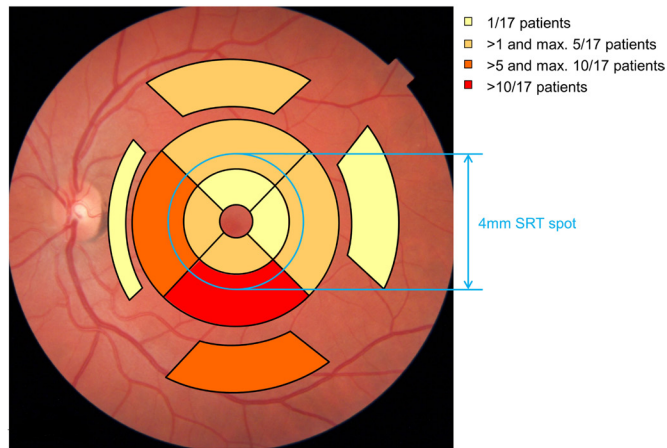 1/17 patients
>1 and max. 5/17 patients
>5 and max. 10/17 patients
>10/17 patients
4mm SRT spot